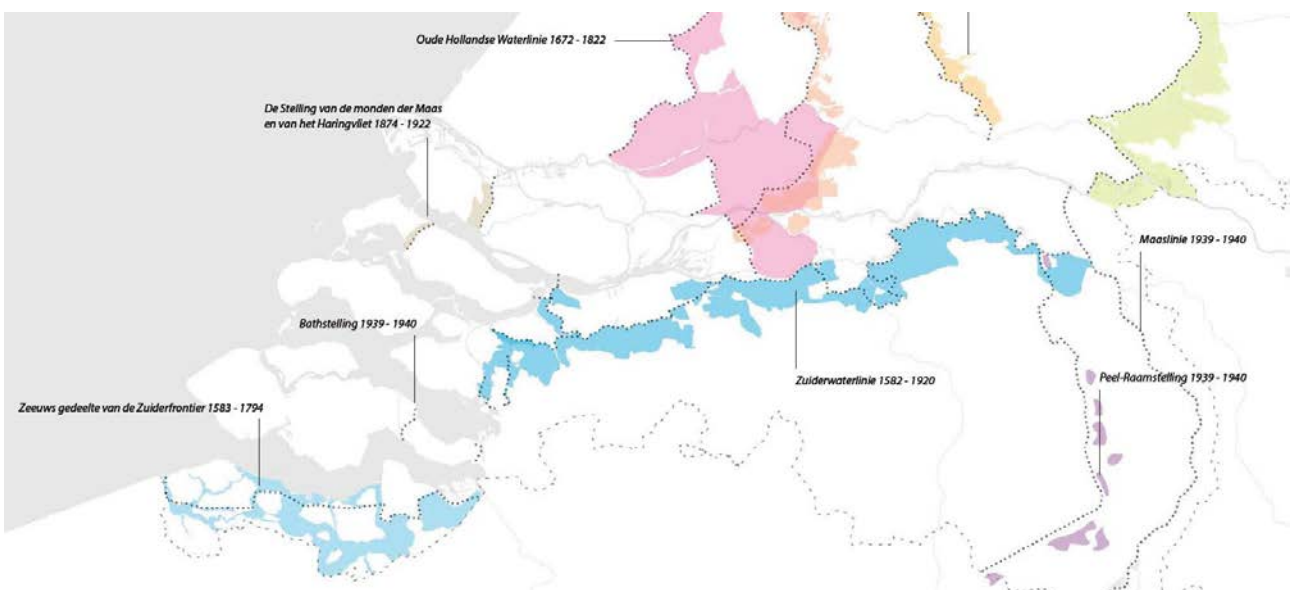 Oude Hollandse Waterlinie 1672 - 1822
De Stelling van de monden der Maas
en van het Haringvliet 1874 - 1922
Maaslinie 1939 - 1940
Bathstelling 1939 - 1940
Zuiderwaterlinie 1582 - 1920
Peel-Raamstelling 1939 - 1940
Zeeuws gedeelte van de Zuiderfrontier 1583 - 1794